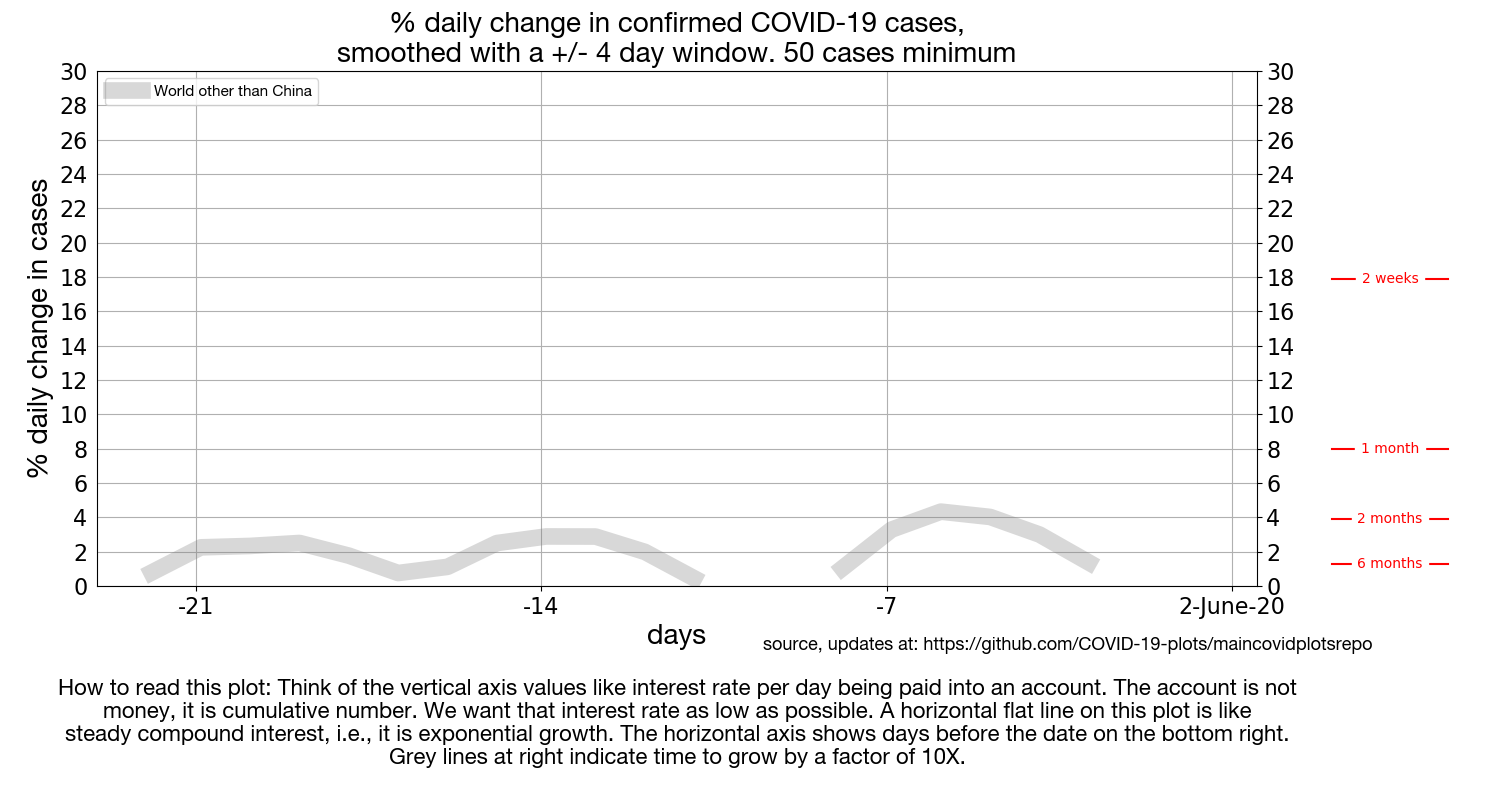 % daily change in confirmed COVID-19 cases,
smoothed with a +/- 4 day window. 50 cases minimum
World other than China
% daily change in cases
30
28
26
24
22
20
18
16
14
12
10
8
6
4
2
0
30
28
26
24
22
20
18
16
14
12
10
8
6
4
2
0
2 weeks
1 month
2 months
6 months
-21
-14
-7
2-June-20
days
source, updates at: https://github.com/COVID-19-plots/maincovidplotsrepo
How to read this plot: Think of the vertical axis values like interest rate per day being paid into an account. The account is not
money, it is cumulative number. We want that interest rate as low as possible. A horizontal flat line on this plot is like
steady compound interest, i.e., it is exponential growth. The horizontal axis shows days before the date on the bottom right.
Grey lines at right indicate time to grow by a factor of 10X.